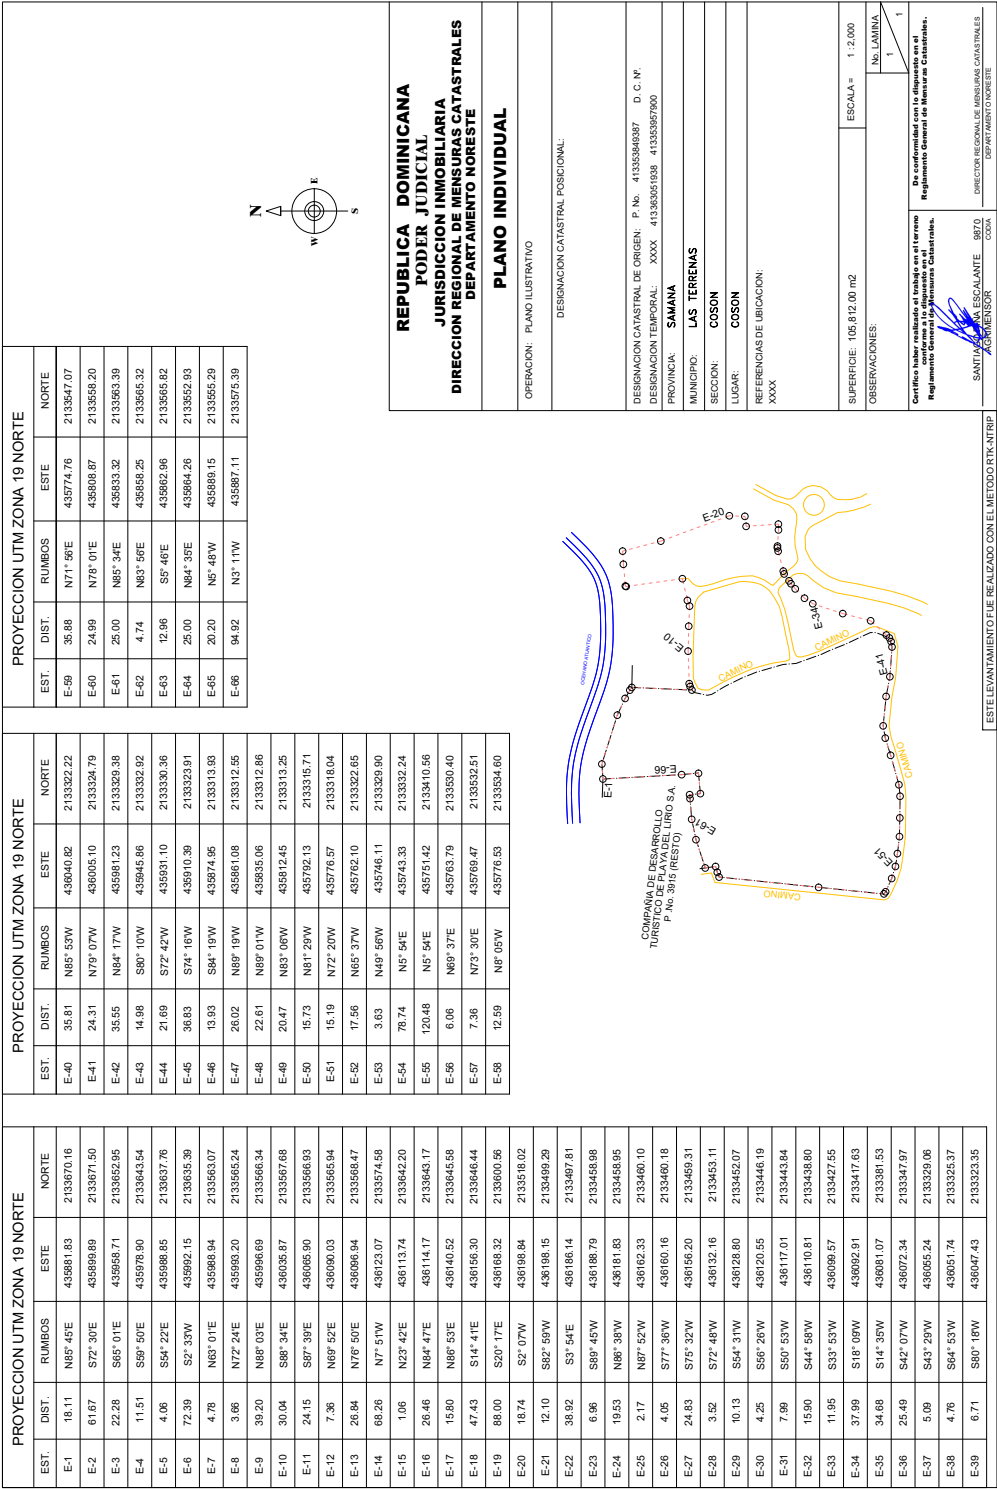 PROYECCION UTM ZONA 19 NORTE
EST. DIST. RUMBOS ESTE NORTE
E-1 18.11 N85° 45'E 435881.83 2133670.16
E-2 61.67 S72° 30'E 435899.89 2133671.50
E-3 22.28 S65° 01'E 435958.71 2133652.95
E-4 11.51 S59° 50'E 435978.90 2133643.54
E-5 4.06 S54° 22'E 435988.85 2133637.76
E-6 72.39 S2° 33'W 435992.15 2133635.39
E-7 4.78 N63° 01'E 435988.94 2133563.07
E-8 3.66 N72° 24'E 435993.20 2133565.24
E-9 39.20 N88° 03'E 435996.69 2133566.34
E-10 30.04 S88° 34'E 436035.87 2133567.68
E-11 24.15 S87° 39'E 436065.90 2133566.93
E-12 7.36 N69° 52'E 436090.03 2133565.94
E-13 26.84 N76° 50'E 436096.94 2133568.47
E-14 68.26 N7° 51'W 436123.07 2133574.58
E-15 1.06 N23° 42'E 436113.74 2133642.20
E-16 26.46 N84° 47'E 436114.17 2133643.17
E-17 15.80 N86° 53'E 436140.52 2133645.58
E-18 47.43 S14° 41'E 436156.30 2133646.44
E-19 88.00 S20° 17'E 436168.32 2133600.56
E-20 18.74 S2° 07'W 436198.84 2133518.02
E-21 12.10 S82° 59'W 436198.15 2133499.29
E-22 38.92 S3° 54'E 436186.14 2133497.81
E-23 6.96 S89° 45'W 436188.79 2133458.98
E-24 19.53 N86° 38'W 436181.83 2133458.95
E-25 2.17 N87° 52'W 436162.33 2133460.10
E-26 4.05 S77° 36'W 436160.16 2133460.18
E-27 24.83 S75° 32'W 436156.20 2133459.31
E-28 3.52 S72° 48'W 436132.16 2133453.11
E-29 10.13 S54° 31'W 436128.80 2133452.07
E-30 4.25 S56° 26'W 436120.55 2133446.19
E-31 7.99 S50° 53'W 436117.01 2133443.84
E-32 15.90 S44° 58'W 436110.81 2133438.80
E-33 11.95 S33° 53'W 436099.57 2133427.55
E-34 37.99 S18° 09'W 436092.91 2133417.63
E-35 34.68 S14° 35'W 436081.07 2133381.53
E-36 25.49 S42° 07'W 436072.34 2133347.97
E-37 5.09 S43° 29'W 436055.24 2133329.06
E-38 4.76 S64° 53'W 436051.74 2133325.37
E-39 6.71 S80° 18'W 436047.43 2133323.35
PROYECCION UTM ZONA 19 NORTE
EST. DIST. RUMBOS ESTE NORTE
E-40 35.81 N85° 53'W 436040.82 2133322.22
E-41 24.31 N79° 07'W 436005.10 2133324.79
E-42 35.55 N84° 17'W 435981.23 2133329.38
E-43 14.98 S80° 10'W 435945.86 2133332.92
E-44 21.69 S72° 42'W 435931.10 2133330.36
E-45 36.83 S74° 16'W 435910.39 2133323.91
E-46 13.93 S84° 19'W 435874.95 2133313.93
E-47 26.02 N89° 19'W 435861.08 2133312.55
E-48 22.61 N89° 01'W 435835.06 2133312.86
E-49 20.47 N83° 06'W 435812.45 2133313.25
E-50 15.73 N81° 29'W 435792.13 2133315.71
E-51 15.19 N72° 20'W 435776.57 2133318.04
E-52 17.56 N65° 37'W 435762.10 2133322.65
E-53 3.63 N49° 56'W 435746.11 2133329.90
E-54 78.74 N5° 54'E 435743.33 2133332.24
E-55 120.48 N5° 54'E 435751.42 2133410.56
E-56 6.06 N69° 37'E 435763.79 2133530.40
E-57 7.36 N73° 30'E 435769.47 2133532.51
E-58 12.59 N8° 05'W 435776.53 2133534.60
PROYECCION UTM ZONA 19 NORTE
EST. DIST. RUMBOS ESTE NORTE
E-59 35.88 N71° 56'E 435774.76 2133547.07
E-60 24.99 N78° 01'E 435808.87 2133558.20
E-61 25.00 N85° 34'E 435833.32 2133563.39
E-62 4.74 N83° 56'E 435858.25 2133565.32
E-63 12.96 S5° 46'E 435862.96 2133565.82
E-64 25.00 N84° 35'E 435864.26 2133552.93
E-65 20.20 N5° 48'W 435889.15 2133555.29
E-66 94.92 N3° 11'W 435887.11 2133575.39
N
W E
S
OCEANO ATLANTICO
E-1
E-10
E-20
E-34
E-41
E-51
E-61
E-66
CAMINO
CAMINO
CAMINO
CAMINO
COMPAÑIA DE DESARROLLO
TURISTICO DE PLAYA DEL LIRIO S.A.
P .No. 3915 (RESTO)
ESTE LEVANTAMIENTO FUE REALIZADO CON EL METODO RTK-NTRIP
REPUBLICA DOMINICANA
PODER JUDICIAL
JURISDICCION INMOBILIARIA
DIRECCION REGIONAL DE MENSURAS CATASTRALES
DEPARTAMENTO NORESTE
PLANO INDIVIDUAL
OPERACION: PLANO ILUSTRATIVO
DESIGNACION CATASTRAL POSICIONAL:
DESIGNACION CATASTRAL DE ORIGEN: P. No. 413353849387 D. C. Nº.
DESIGNACION TEMPORAL: XXXX 413363051938 413353957900
PROVINCIA: SAMANA
MUNICIPIO: LAS TERRENAS
SECCION: COSON
LUGAR: COSON
REFERENCIAS DE UBICACION:
XXXX
SUPERFICIE: 105,812.00 m2 ESCALA = 1 :2,000
OBSERVACIONES:
No. LAMINA
1
1
Certifico haber realizado el trabajo en el terreno
conforme a lo dispuesto en el
Reglamento General de Mensuras Catastrales.
SANTIAGO ESCALANTE 9870
AGRIMENSOR CODIA
De conformidad con lo dispuesto en el
Reglamento General de Mensuras Catastrales.
DIRECTOR REGIONAL DE MENSURAS CATASTRALES
DEPARTAMENTO NORESTE